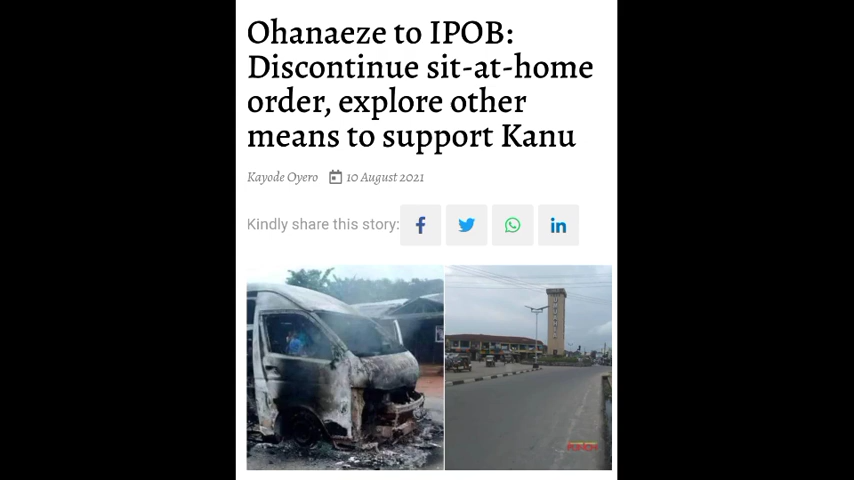 Ohanaeze to IPOB:
Discontinue sit-at-home
order, explore other
means to support Kanu
Kayode Oyero 10 August 2021
Kindly share this story:
PUNCH